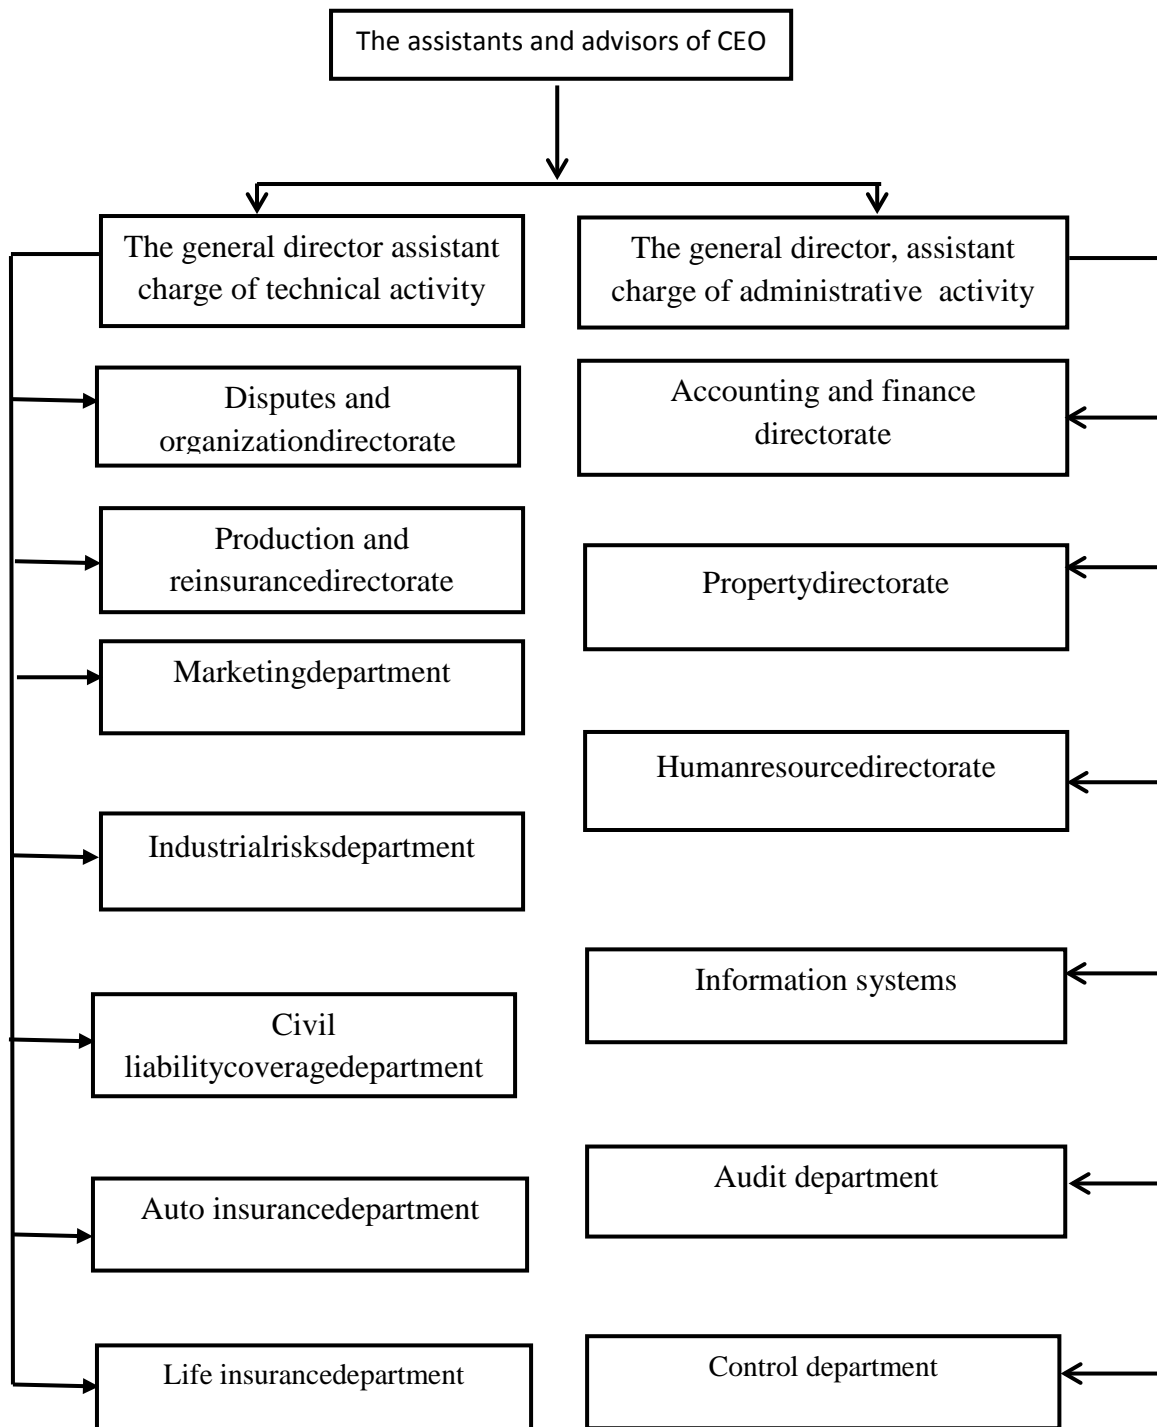 The assistants and advisors of CEO
The general director assistant
charge of technical activity
The general director, assistant
charge of administrative  activity
Disputes and
organizationdirectorate
Accounting and finance
directorate
Production and
reinsurancedirectorate
Propertydirectorate
Marketingdepartment
Humanresourcedirectorate
Industrialrisksdepartment
Information systems
Civil
liabilitycoveragedepartment
Audit department
Auto insurancedepartment
Life insurancedepartment
Control department